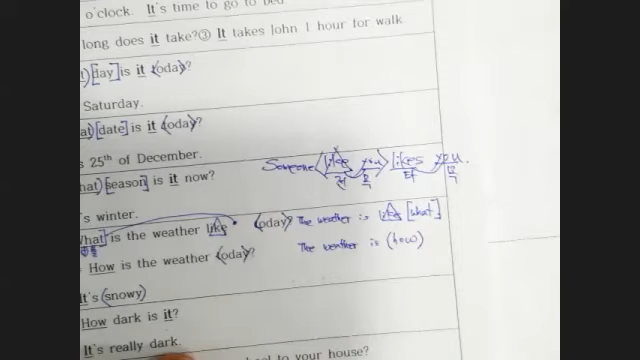 o'clock. It's time to go to bed
long does it take? ③ It takes John 1 hour for walk
[day] is it (today)?
Saturday.
[date] is it (today)?
25th of December.
Someone (like you) likes you.
[season] is it now?
's winter.
[What] is the weather like (today)? The weather is like [what]
How is the weather (today)? The weather is (how)
It's (snowy)
How dark is it?
It's really dark.
to your house?